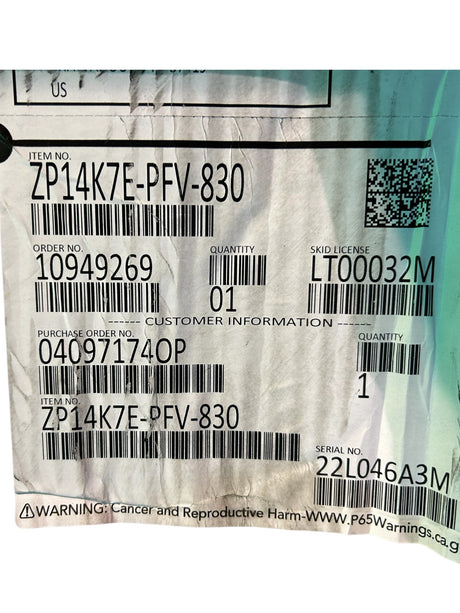 US
ITEM NO.
ZP14K7E-PFV-830
ORDER NO.
10949269
QUANTITY
01
SKID LICENSE
LT00032M
------ CUSTOMER INFORMATION ------
PURCHASE ORDER NO.
04097174OP
QUANTITY
1
ITEM NO.
ZP14K7E-PFV-830
SERIAL NO.
22L046A3M
⚠WARNING: Cancer and Reproductive Harm-WWW.P65Warnings.ca.g